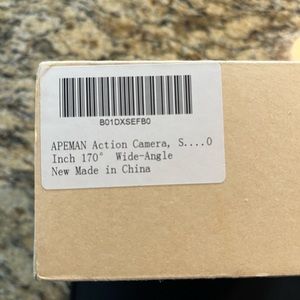 B01DXSEFB0
APEMAN Action Camera, S....0
Inch 170° Wide-Angle
New Made in China